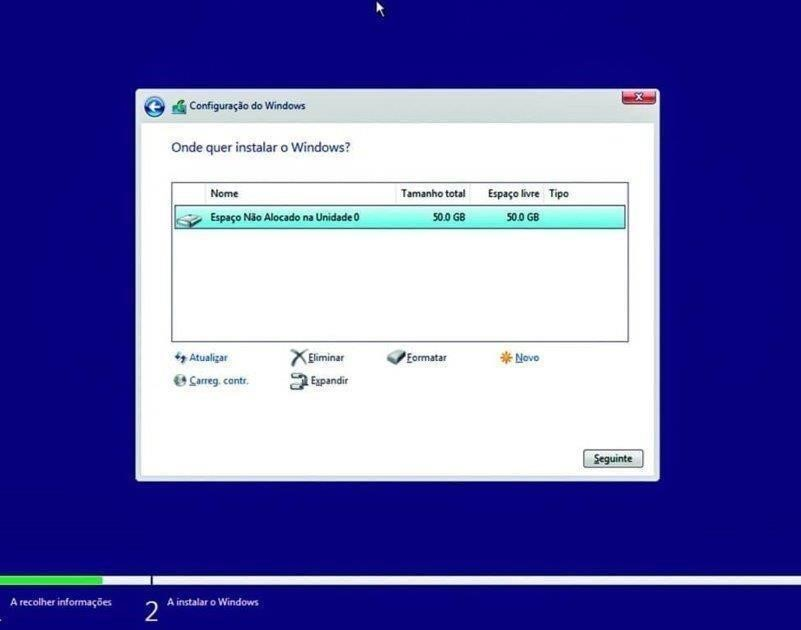 Configuração do Windows
Onde quer instalar o Windows?
Nome Tamanho total Espaço livre Tipo
Espaço Não Alocado na Unidade 0 50.0 GB 50.0 GB
Atualizar Eliminar Formatar Novo
Carreg. contr. Expandir
Seguinte
A recolher informações 2 A instalar o Windows